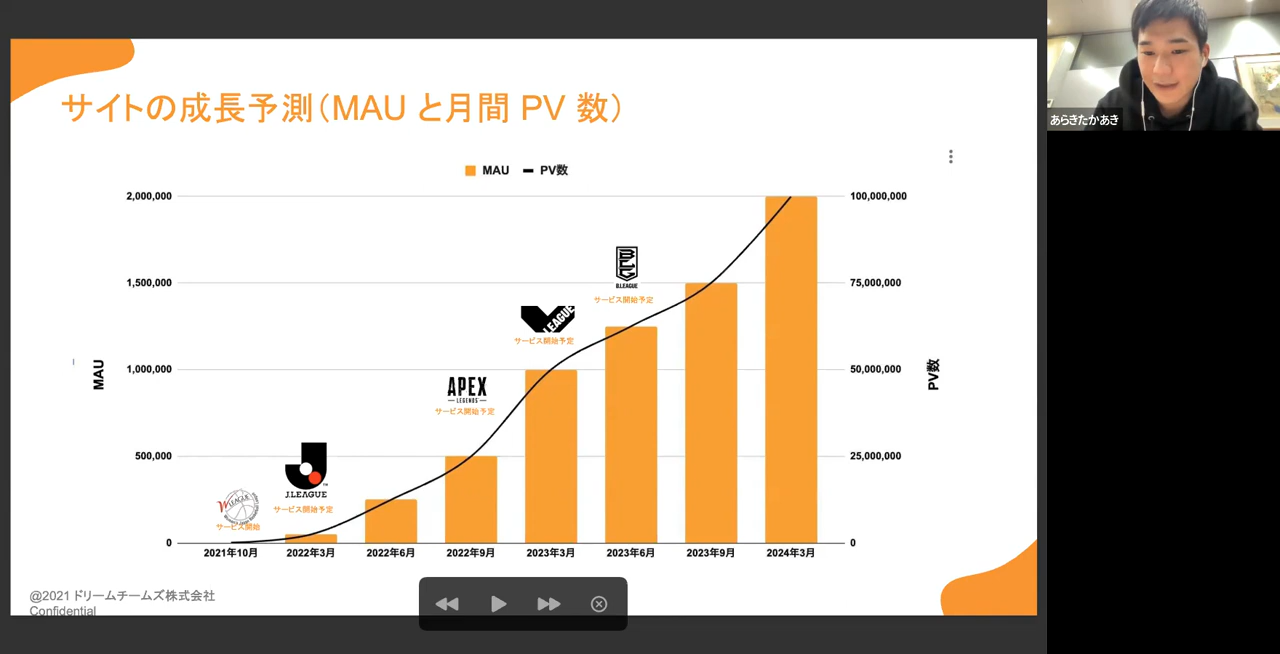 サイトの成長予測（MAU と月間 PV 数）
MAU PV数
2,000,000
100,000,000
1,500,000
75,000,000
1,000,000
50,000,000
500,000
25,000,000
0
0
MAU
PV数
B.LEAGUE
サービス開始予定
V.LEAGUE
サービス開始予定
APEX
LEGENDS
サービス開始予定
J.LEAGUE
サービス開始予定
W LEAGUE
サービス開始
2021年10月 2022年3月 2022年6月 2022年9月 2023年3月 2023年6月 2023年9月 2024年3月
@2021 ドリームチームズ株式会社
Confidential
あらきたかあき